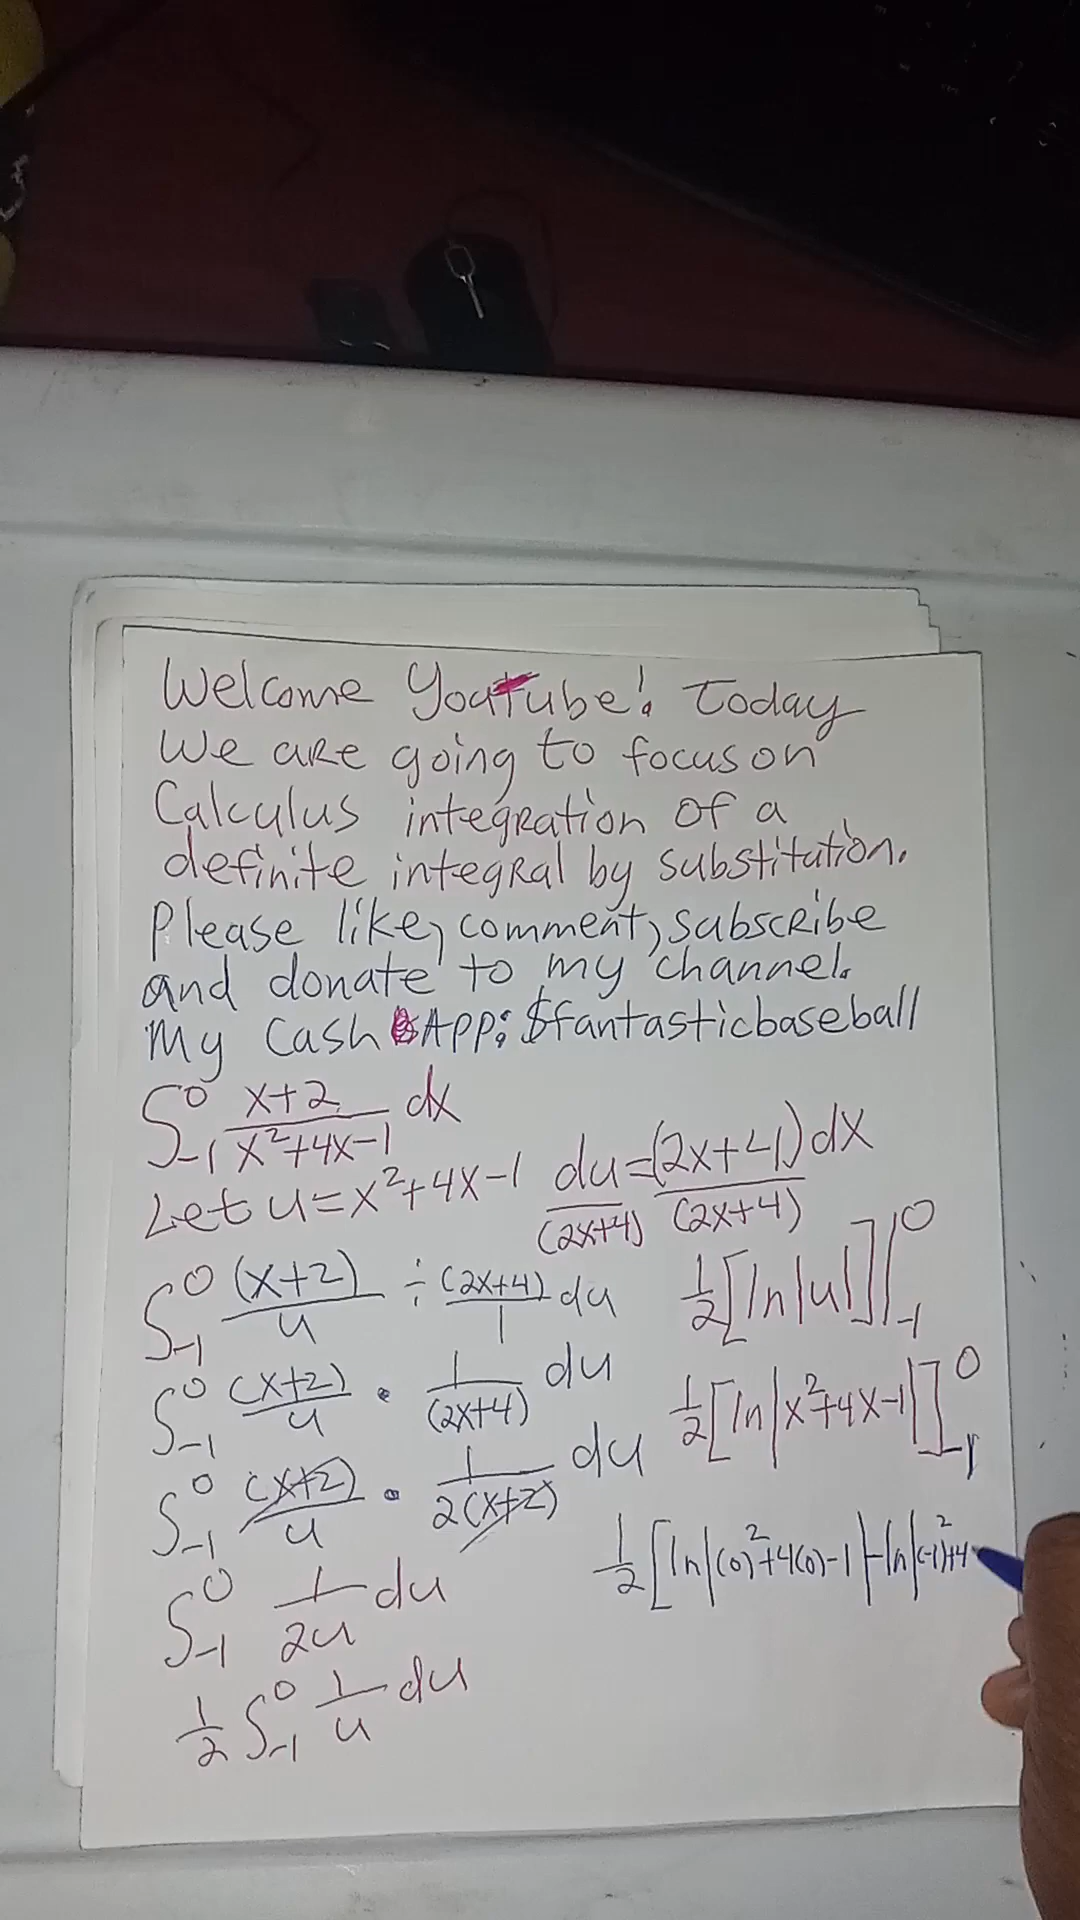 Welcome YouTube! Today
We are going to focus on
Calculus integration of a
definite integral by substitution.
Please like, comment, subscribe
and donate to my channel.
My Cash App: $fantasticbaseball
∫₋₁⁰ (x+2)/(x²+4x-1) dx
Let u=x²+4x-1 du/(2x+4)=(2x+4)dx/(2x+4)
∫₋₁⁰ (x+2)/u ÷ (2x+4)/1 du
∫₋₁⁰ (x+2)/u • 1/(2x+4) du
∫₋₁⁰ (x+2)/u • 1/2(x+2) du
∫₋₁⁰ 1/2u du
1/2 ∫₋₁⁰ 1/u du
1/2[ln|u|]|₋₁⁰
1/2[ln|x²+4x-1|]₋₁⁰
1/2[ln|(0)²+4(0)-1|-ln|(-1)²+4